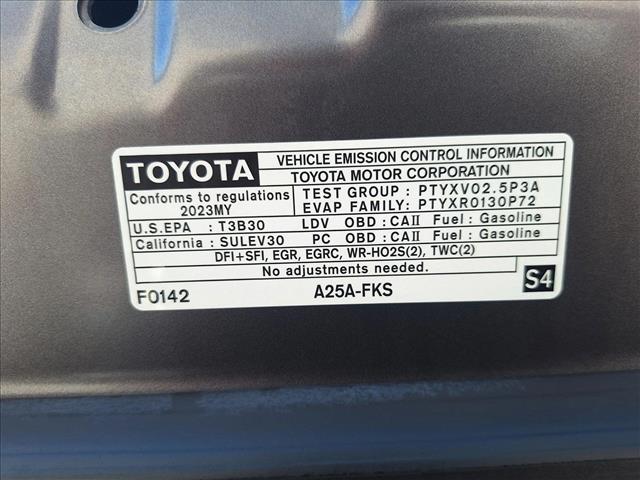 TOYOTA VEHICLE EMISSION CONTROL INFORMATION
TOYOTA MOTOR CORPORATION
Conforms to regulations TEST GROUP : PTYXV02.5P3A
2023MY EVAP FAMILY: PTYXR0130P72
U.S.EPA : T3B30 LDV OBD:CAII Fuel: Gasoline
California : SULEV30 PC OBD:CAII Fuel: Gasoline
DFI+SFI, EGR, EGRC, WR-HO2S(2), TWC(2)
No adjustments needed.
F0142 A25A-FKS S4